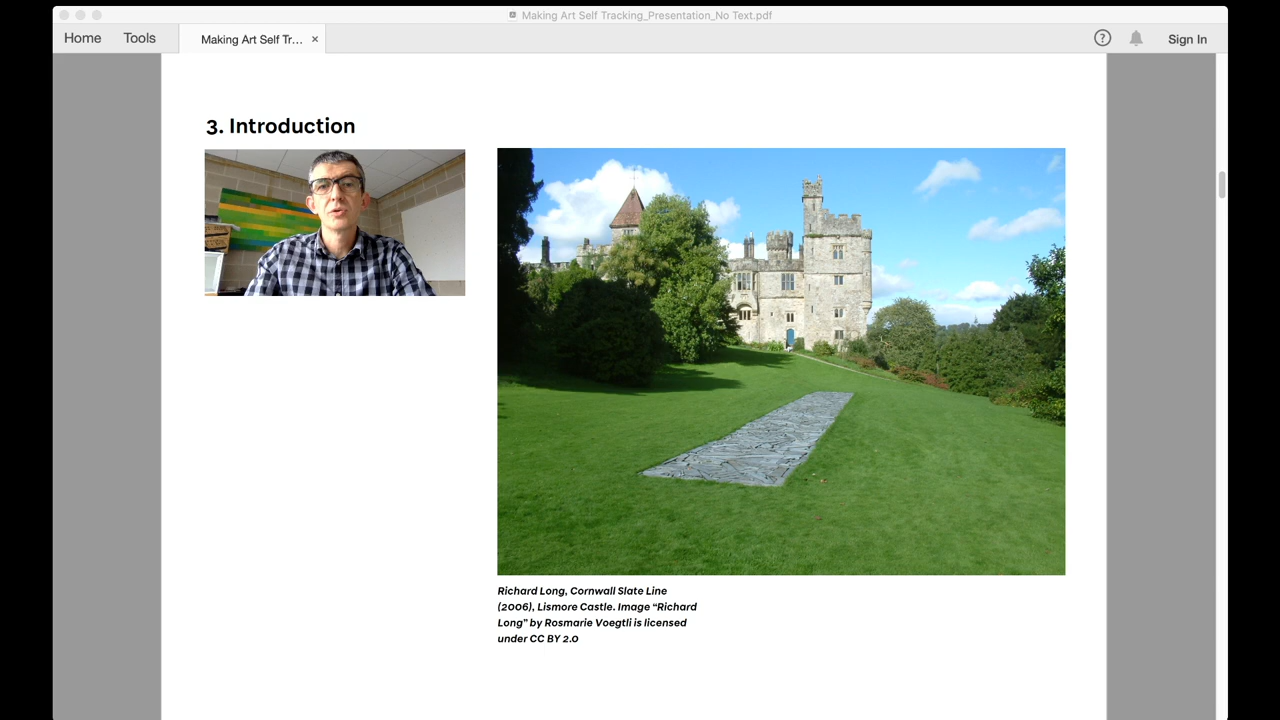 Making Art Self Tracking_Presentation_No Text.pdf
Home
Tools
Making Art Self Tr... ×
?
Sign In
3. Introduction
Richard Long, Cornwall Slate Line
(2006), Lismore Castle. Image “Richard
Long” by Rosmarie Voegtli is licensed
under CC BY 2.0